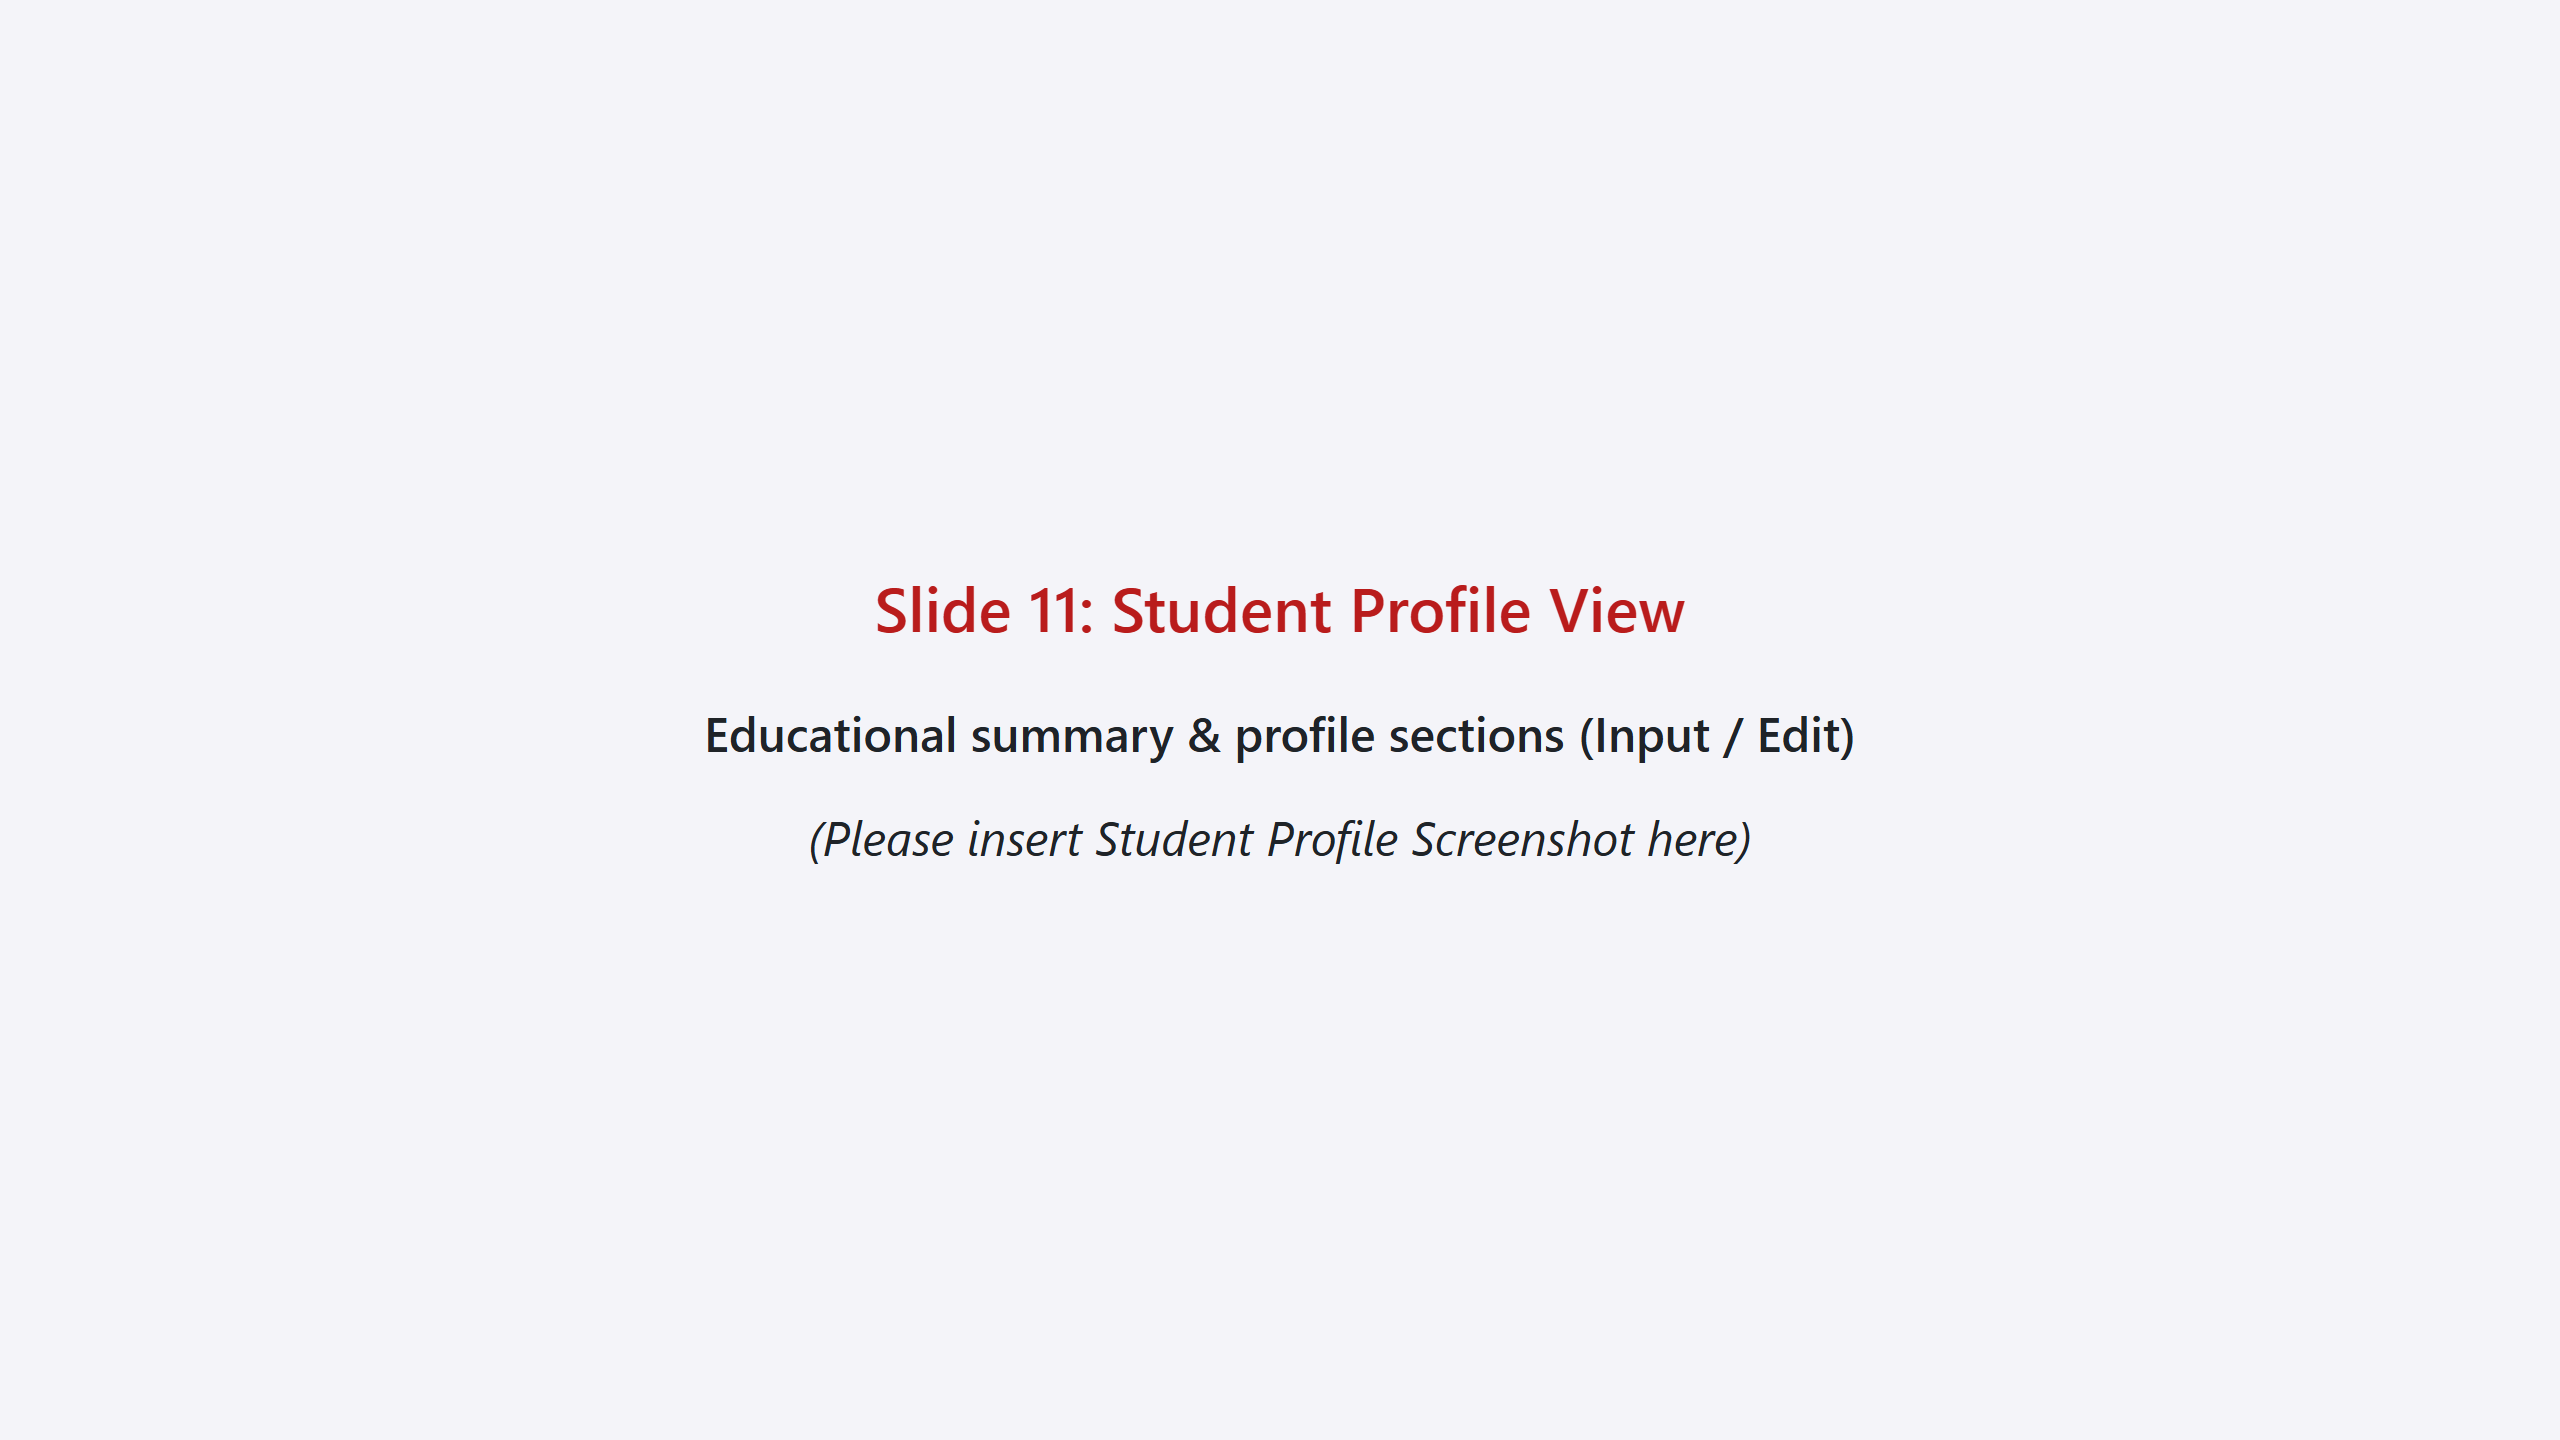 Slide 11: Student Profile View
Educational summary & profile sections (Input / Edit)
(Please insert Student Profile Screenshot here)